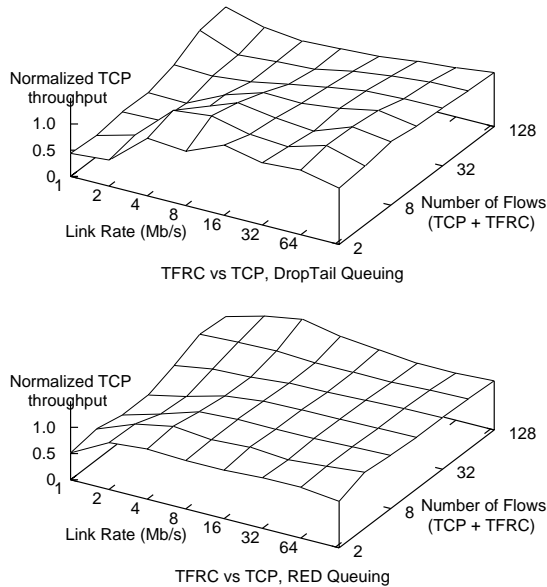 Normalized TCP
throughput
1.0
0.5
0
1
2
4
8
16
32
64
Link Rate (Mb/s)
2
8
32
128
Number of Flows
(TCP + TFRC)
TFRC vs TCP, DropTail Queuing
Normalized TCP
throughput
1.0
0.5
0
1
2
4
8
16
32
64
Link Rate (Mb/s)
2
8
32
128
Number of Flows
(TCP + TFRC)
TFRC vs TCP, RED Queuing